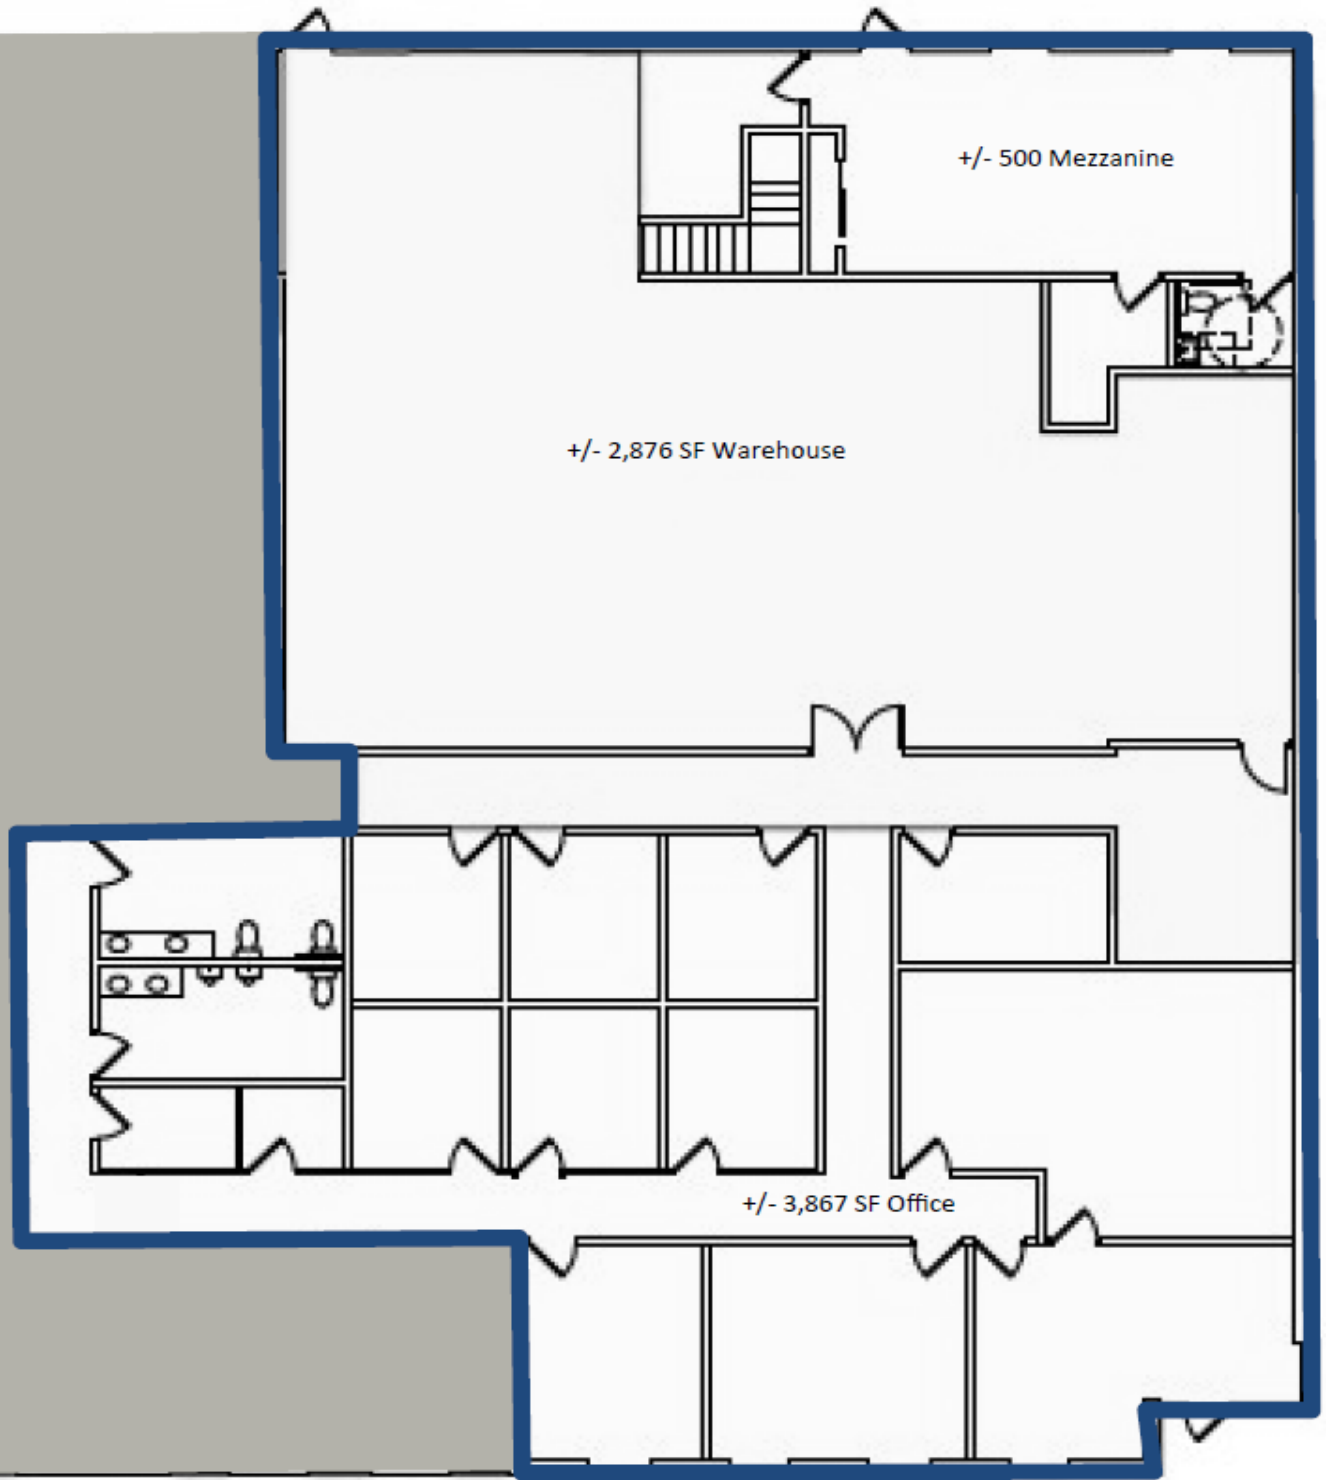 +/- 500 Mezzanine
+/- 2,876 SF Warehouse
+/- 3,867 SF Office